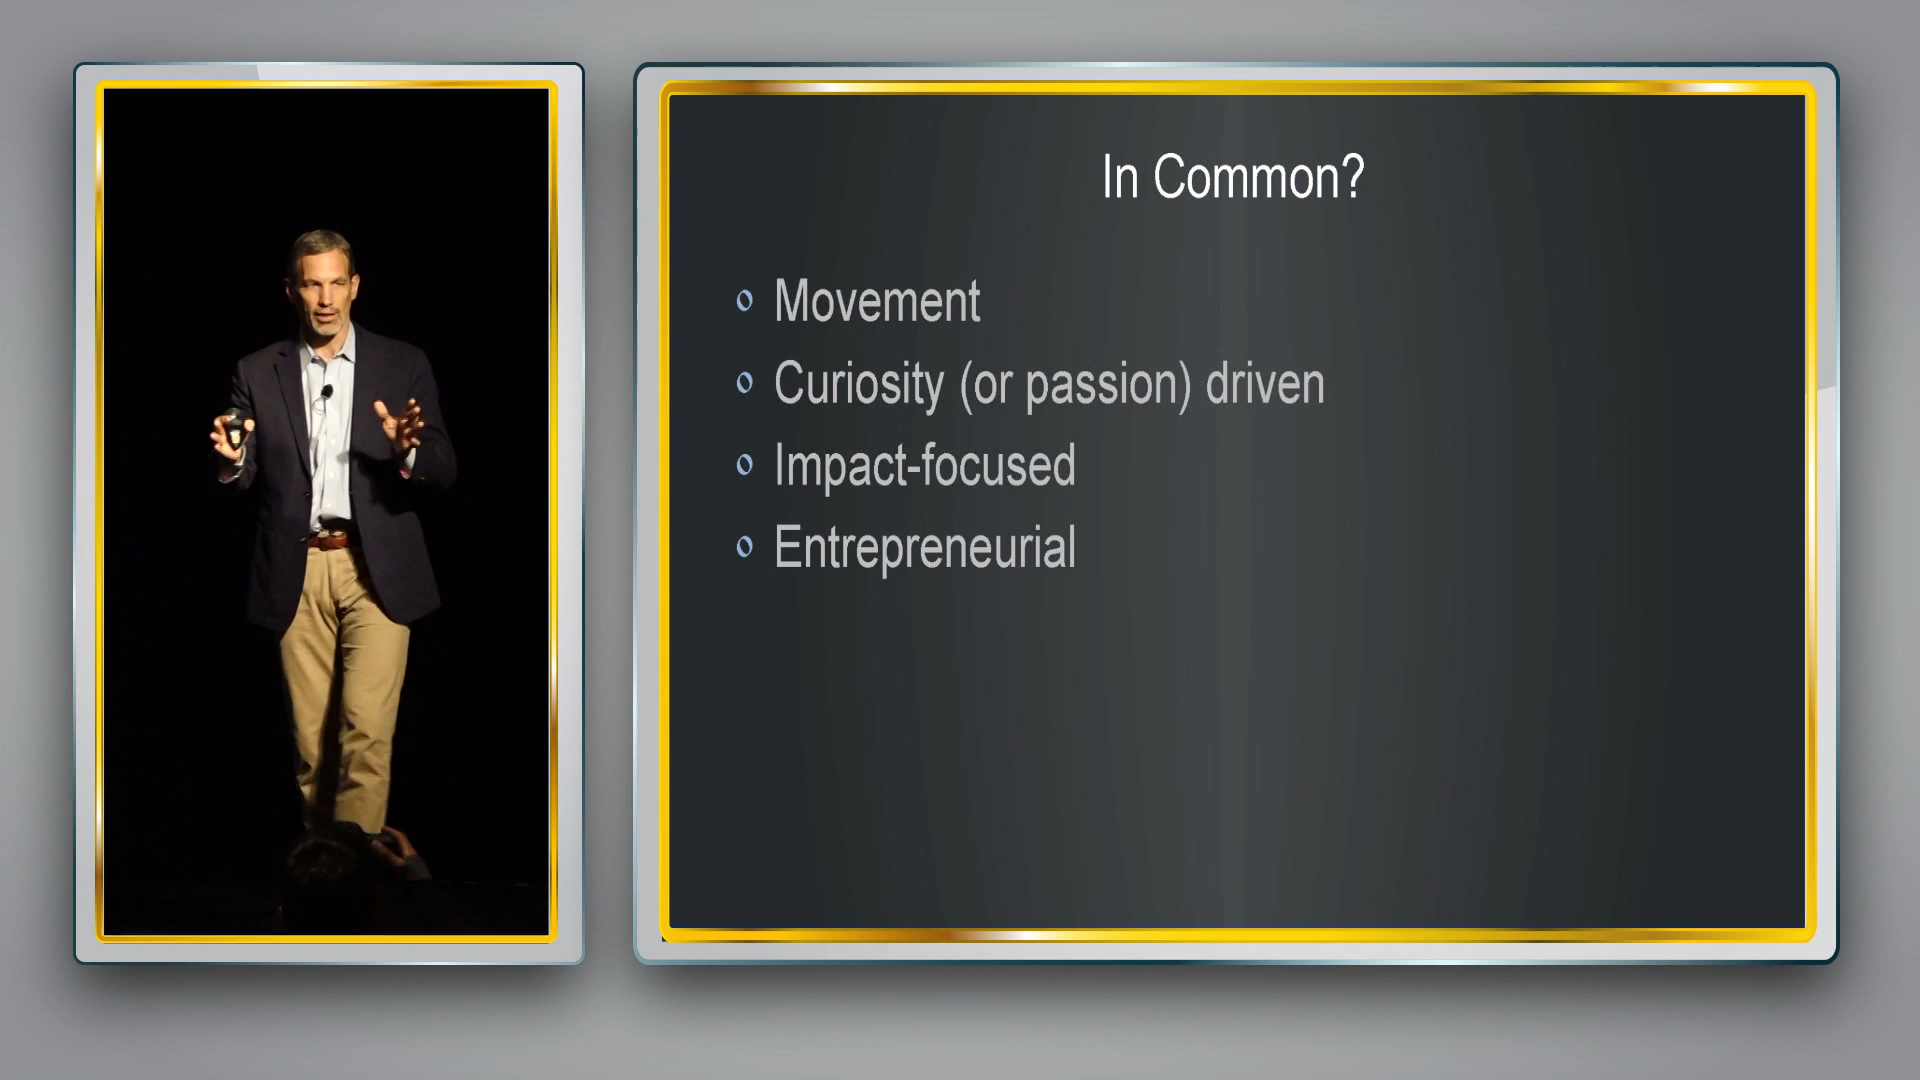 In Common?
Movement
Curiosity (or passion) driven
Impact-focused
Entrepreneurial